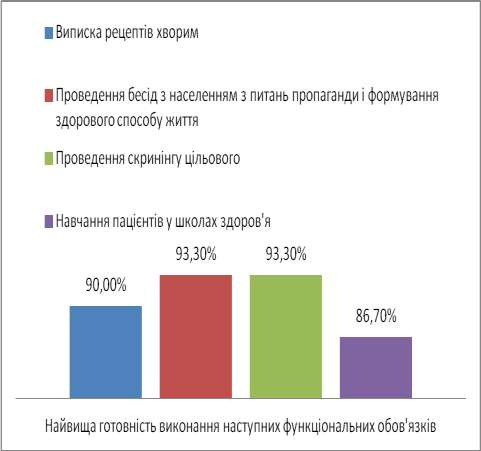 Виписка рецептів хворим
Проведення бесід з населенням з питань пропаганди і формування
здорового способу життя
Проведення скринінгу цільового
Навчання пацієнтів у школах здоров'я
90,00%
93,30%
93,30%
86,70%
Найвища готовність виконання наступних функціональних обов'язків